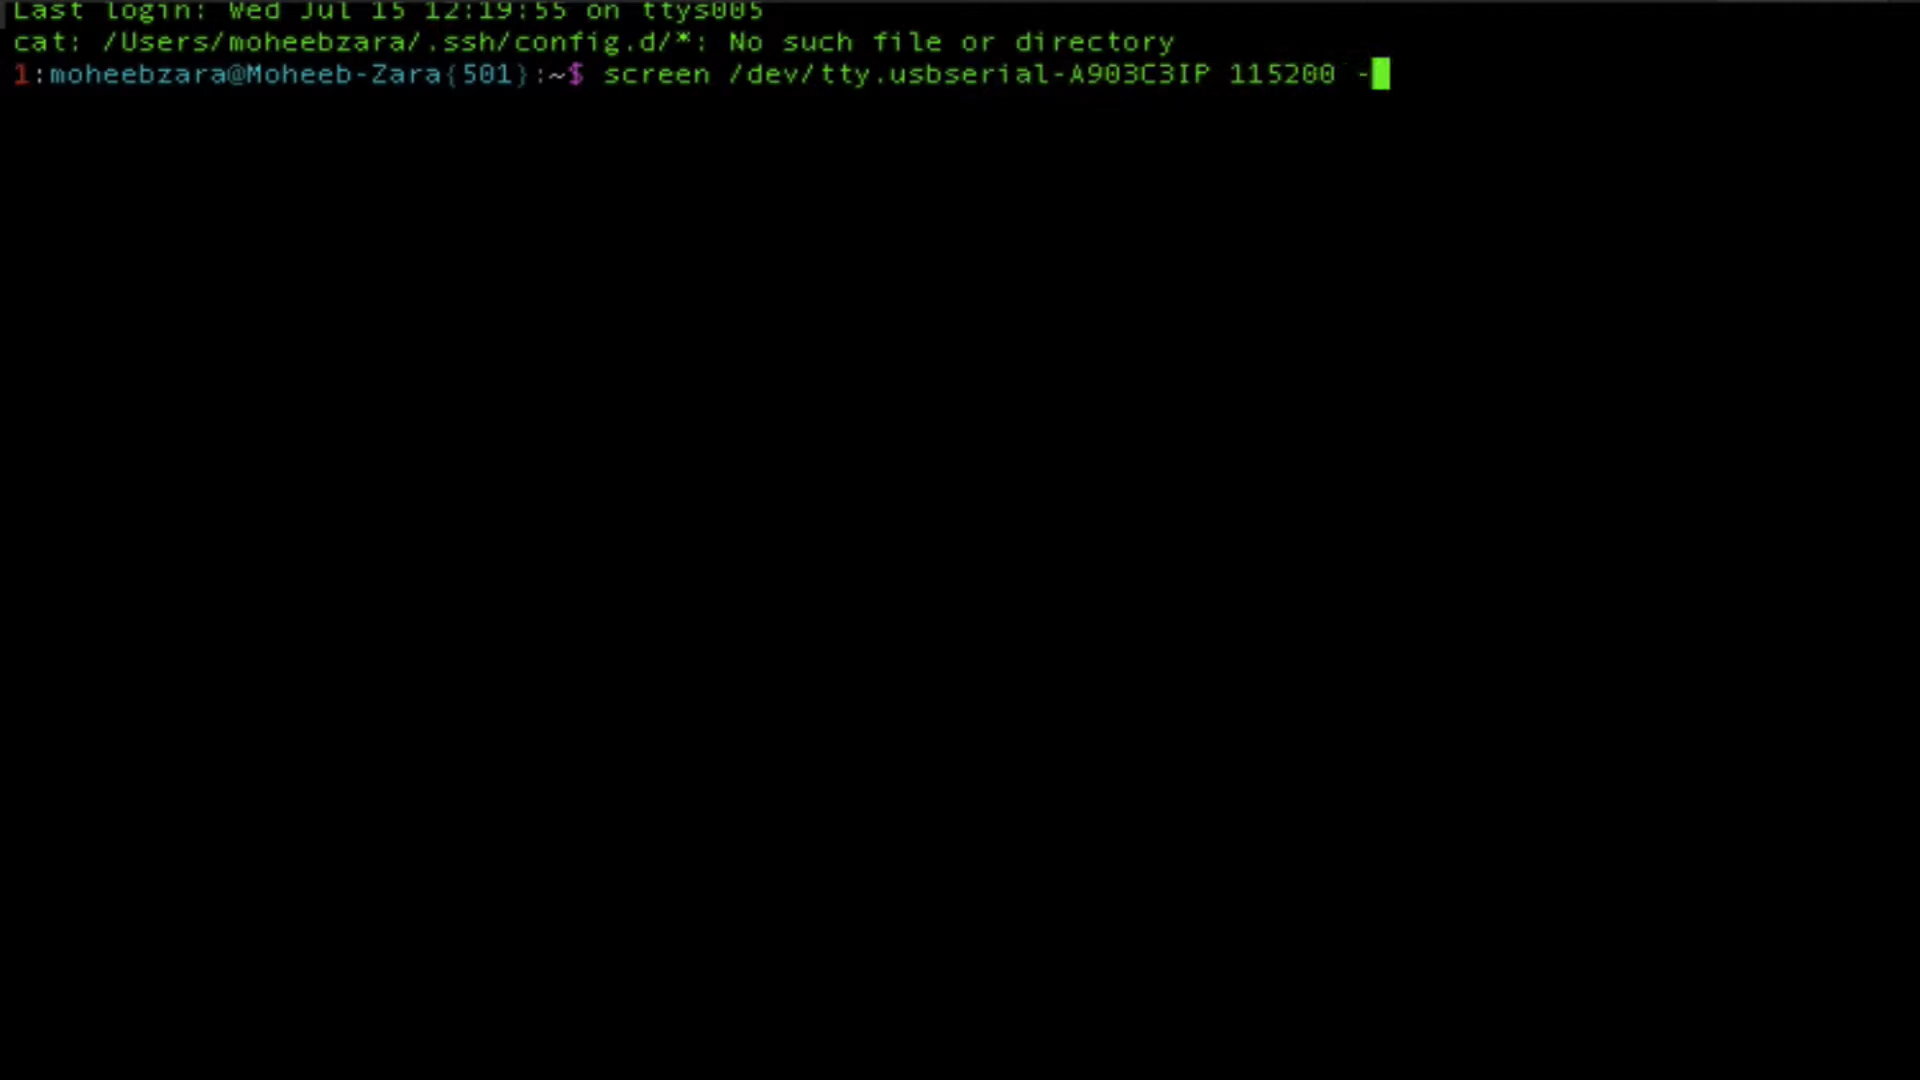 Last login: Wed Jul 15 12:19:55 on ttys005
cat: /Users/moheebzara/.ssh/config.d/*: No such file or directory
1:moheebzara@Moheeb-Zara{501}:~$ screen /dev/tty.usbserial-A903C3IP 115200 -